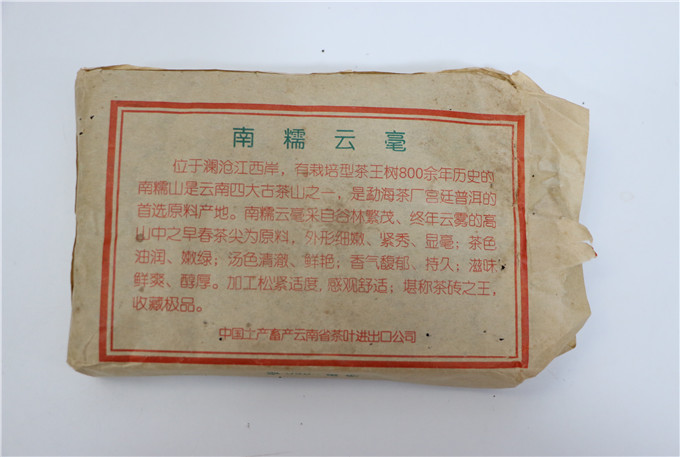 南糯云毫
位于澜沧江西岸，有栽培型茶王树800余年历史的
南糯山是云南四大古茶山之一，是勐海茶厂宫廷普洱的
首选原料产地。南糯云毫采自谷林繁茂、终年云雾的高
山中之早春茶尖为原料，外形细嫩、紧秀、显毫；茶色
油润、嫩绿；汤色清澈、鲜艳；香气馥郁、持久；滋味
鲜爽、醇厚。加工松紧适度，感观舒适；堪称茶砖之王，
收藏极品。
中国土产畜产云南省茶叶进出口公司